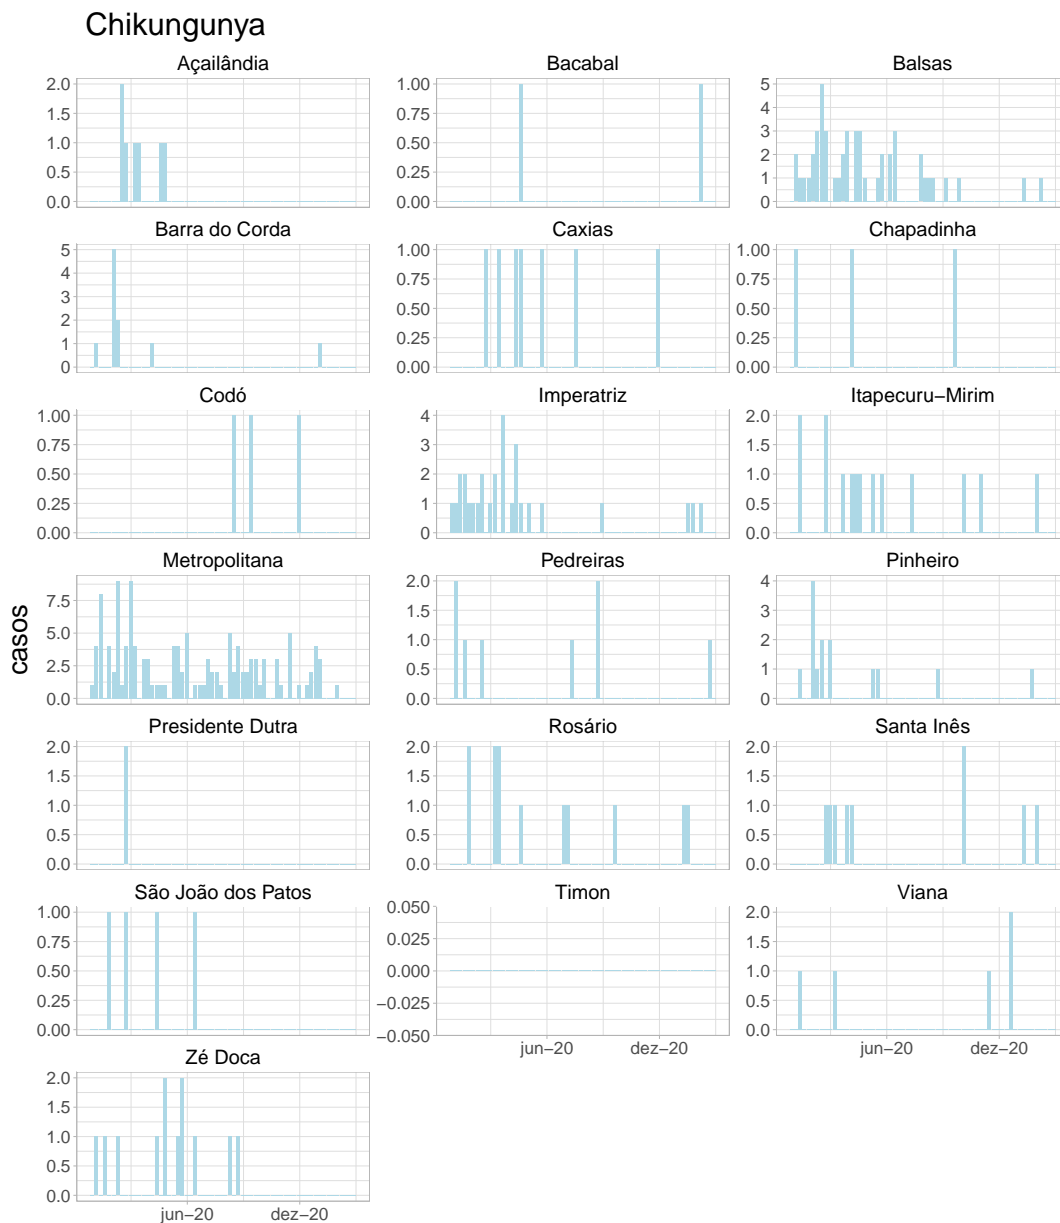 Chikungunya
Açailândia Bacabal Balsas
2.0 1.00 5
1.5 0.75 4
1.0 0.50 3
0.5 0.25 2
0.0 0.00 1
0
Barra do Corda Caxias Chapadinha
5 1.00 1.00
4 0.75 0.75
3 0.50 0.50
2 0.25 0.25
1 0.00 0.00
0
Codó Imperatriz Itapecuru−Mirim
1.00 4 2.0
0.75 3 1.5
0.50 2 1.0
0.25 1 0.5
0.00 0 0.0
casos
Metropolitana Pedreiras Pinheiro
7.5 2.0 4
5.0 1.5 3
2.5 1.0 2
0.0 0.5 1
0.0 0
Presidente Dutra Rosário Santa Inês
2.0 2.0 2.0
1.5 1.5 1.5
1.0 1.0 1.0
0.5 0.5 0.5
0.0 0.0 0.0
São João dos Patos Timon Viana
1.00 0.050 2.0
0.75 0.025 1.5
0.50 0.000 1.0
0.25 −0.025 0.5
0.00 −0.050 0.0
jun−20 dez−20 jun−20 dez−20
Zé Doca
2.0
1.5
1.0
0.5
0.0
jun−20 dez−20